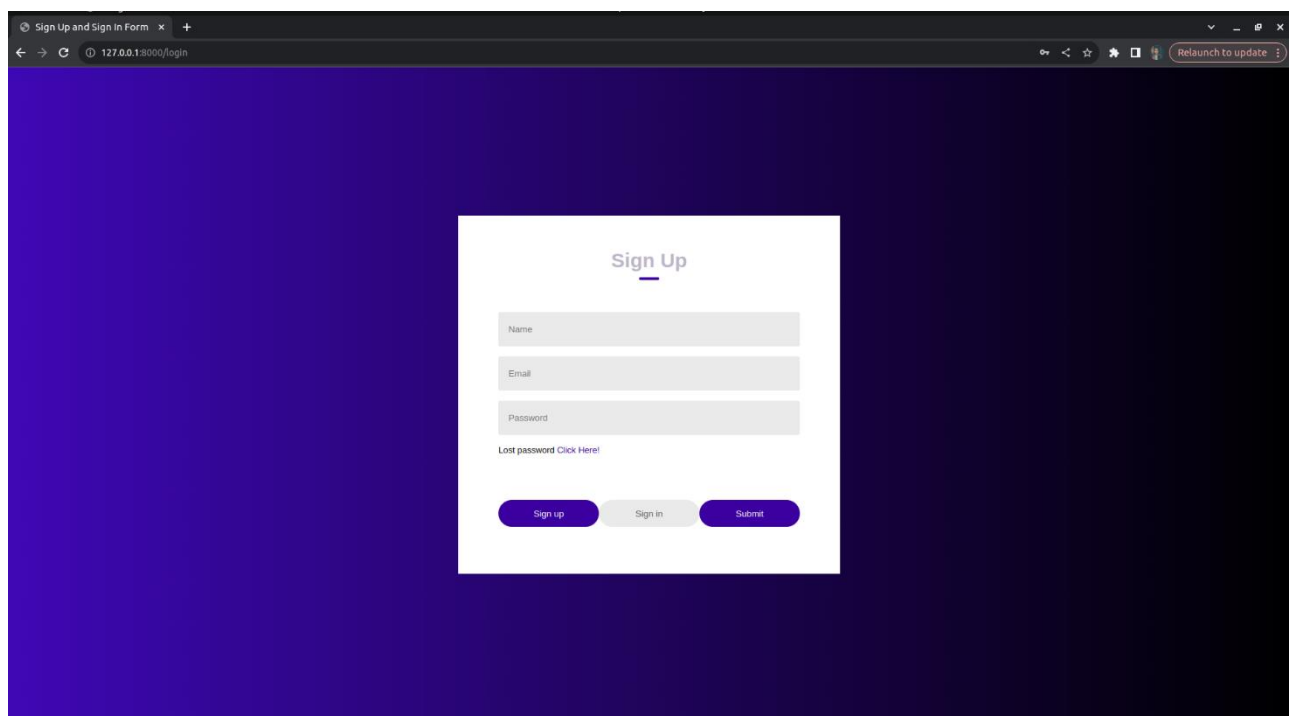 Sign Up and Sign In Form
127.0.0.1:8000/login
Relaunch to update
Sign Up
Name
Email
Password
Lost password Click Here!
Sign up Sign in Submit